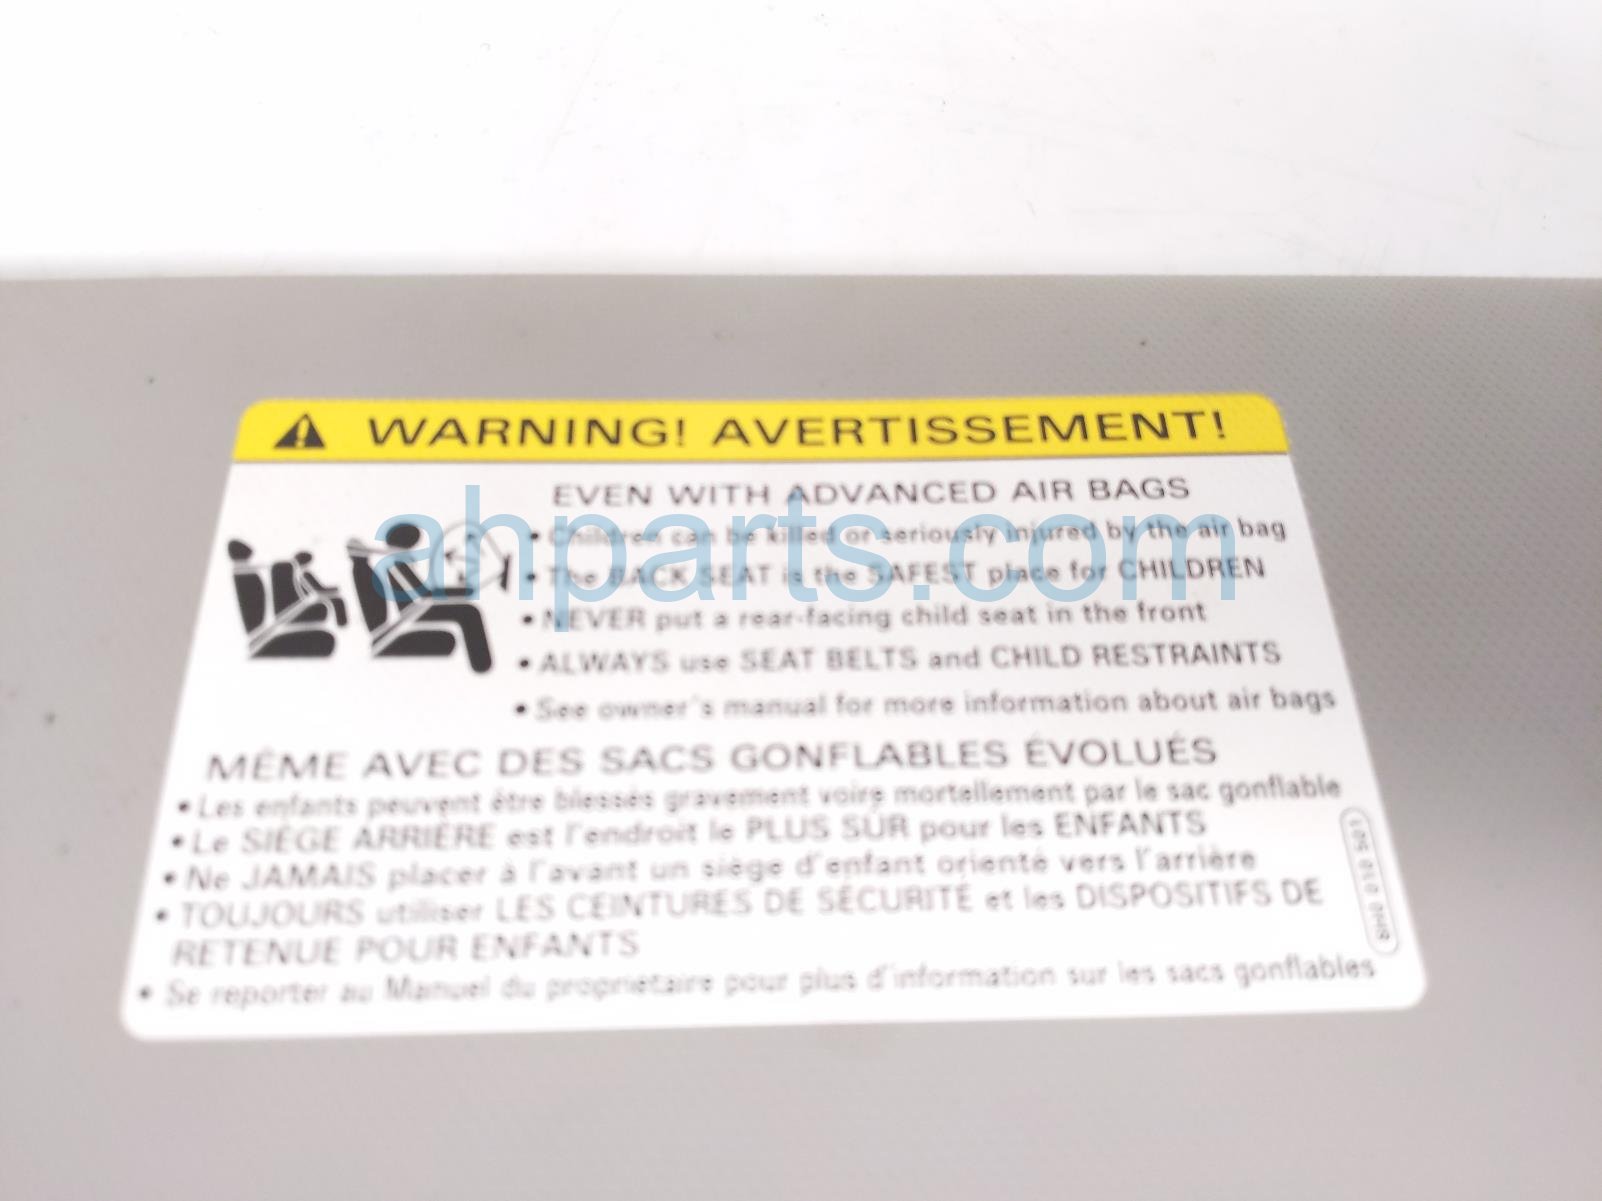 WARNING! AVERTISSEMENT!
EVEN WITH ADVANCED AIR BAGS
• Children can be killed or seriously injured by the air bag
• The BACK SEAT is the SAFEST place for CHILDREN
• NEVER put a rear-facing child seat in the front
• ALWAYS use SEAT BELTS and CHILD RESTRAINTS
• See owner's manual for more information about air bags
MÊME AVEC DES SACS GONFLABLES ÉVOLUÉS
• Les enfants peuvent être blessés gravement voire mortellement par le sac gonflable
• Le SIÈGE ARRIÈRE est l'endroit le PLUS SÛR pour les ENFANTS
• Ne JAMAIS placer à l'avant un siège d'enfant orienté vers l'arrière
• TOUJOURS utiliser LES CEINTURES DE SÉCURITÉ et les DISPOSITIFS DE
RETENUE POUR ENFANTS
• Se reporter au Manuel du propriétaire pour plus d'information sur les sacs gonflables
ahparts.com